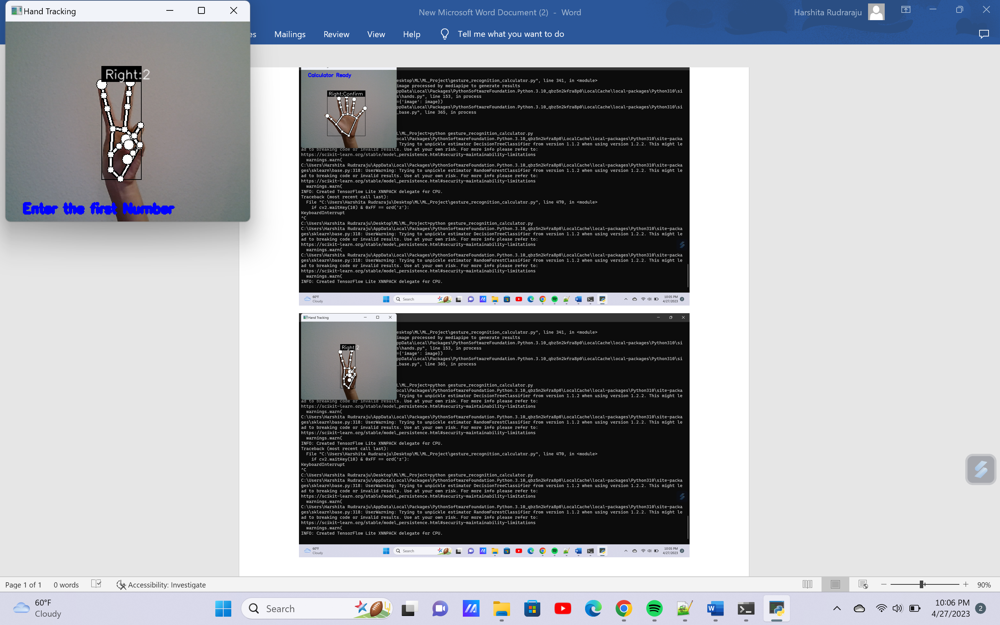 Hand Tracking
New Microsoft Word Document (2) - Word
Harshita Rudraraju
es Mailings Review View Help Tell me what you want to do
Right:2
Enter the first Number
Calculator Ready
Right:Confirm
esktop\ML\ML_Project\gesture_recognition_calculator.py", line 341, in <module>
image processed by mediapipe to generate results
ppData\Local\Packages\PythonSoftwareFoundation.Python.3.10_qbz5n2kfra8p0\LocalCache\local-packages\Python310\si
s\hands.py", line 153, in process
={'image': image})
ppData\Local\Packages\PythonSoftwareFoundation.Python.3.10_qbz5n2kfra8p0\LocalCache\local-packages\Python310\si
_base.py", line 365, in process
L\ML_Project>python gesture_recognition_calculator.py
ocal\Packages\PythonSoftwareFoundation.Python.3.10_qbz5n2kfra8p0\LocalCache\local-packages\Python310\site-packa
Trying to unpickle estimator DecisionTreeClassifier from version 1.1.2 when using version 1.2.2. This might le
ad to breaking code or invalid results. Use at your own risk. For more info please refer to:
https://scikit-learn.org/stable/model_persistence.html#security-maintainability-limitations
warnings.warn(
C:\Users\Harshita Rudraraju\AppData\Local\Packages\PythonSoftwareFoundation.Python.3.10_qbz5n2kfra8p0\LocalCache\local-packages\Python310\site-packa
ges\sklearn\base.py:318: UserWarning: Trying to unpickle estimator RandomForestClassifier from version 1.1.2 when using version 1.2.2. This might le
ad to breaking code or invalid results. Use at your own risk. For more info please refer to:
https://scikit-learn.org/stable/model_persistence.html#security-maintainability-limitations
warnings.warn(
INFO: Created TensorFlow Lite XNNPACK delegate for CPU.
Traceback (most recent call last):
File "C:\Users\Harshita Rudraraju\Desktop\ML\ML_Project\gesture_recognition_calculator.py", line 470, in <module>
if cv2.waitKey(10) & 0xFF == ord('z'):
KeyboardInterrupt
^C
C:\Users\Harshita Rudraraju\Desktop\ML\ML_Project>python gesture_recognition_calculator.py
C:\Users\Harshita Rudraraju\AppData\Local\Packages\PythonSoftwareFoundation.Python.3.10_qbz5n2kfra8p0\LocalCache\local-packages\Python310\site-packa
ges\sklearn\base.py:318: UserWarning: Trying to unpickle estimator DecisionTreeClassifier from version 1.1.2 when using version 1.2.2. This might le
ad to breaking code or invalid results. Use at your own risk. For more info please refer to:
https://scikit-learn.org/stable/model_persistence.html#security-maintainability-limitations
warnings.warn(
C:\Users\Harshita Rudraraju\AppData\Local\Packages\PythonSoftwareFoundation.Python.3.10_qbz5n2kfra8p0\LocalCache\local-packages\Python310\site-packa
ges\sklearn\base.py:318: UserWarning: Trying to unpickle estimator RandomForestClassifier from version 1.1.2 when using version 1.2.2. This might le
ad to breaking code or invalid results. Use at your own risk. For more info please refer to:
https://scikit-learn.org/stable/model_persistence.html#security-maintainability-limitations
warnings.warn(
INFO: Created TensorFlow Lite XNNPACK delegate for CPU.
60°F
Cloudy
Search
10:05 PM
4/27/2023
2
Hand Tracking
Right:2
esktop\ML\ML_Project\gesture_recognition_calculator.py", line 341, in <module>
image processed by mediapipe to generate results
ppData\Local\Packages\PythonSoftwareFoundation.Python.3.10_qbz5n2kfra8p0\LocalCache\local-packages\Python310\si
s\hands.py", line 153, in process
={'image': image})
ppData\Local\Packages\PythonSoftwareFoundation.Python.3.10_qbz5n2kfra8p0\LocalCache\local-packages\Python310\si
_base.py", line 365, in process
L\ML_Project>python gesture_recognition_calculator.py
ocal\Packages\PythonSoftwareFoundation.Python.3.10_qbz5n2kfra8p0\LocalCache\local-packages\Python310\site-packa
Trying to unpickle estimator DecisionTreeClassifier from version 1.1.2 when using version 1.2.2. This might le
ad to breaking code or invalid results. Use at your own risk. For more info please refer to:
https://scikit-learn.org/stable/model_persistence.html#security-maintainability-limitations
warnings.warn(
C:\Users\Harshita Rudraraju\AppData\Local\Packages\PythonSoftwareFoundation.Python.3.10_qbz5n2kfra8p0\LocalCache\local-packages\Python310\site-packa
ges\sklearn\base.py:318: UserWarning: Trying to unpickle estimator RandomForestClassifier from version 1.1.2 when using version 1.2.2. This might le
ad to breaking code or invalid results. Use at your own risk. For more info please refer to:
https://scikit-learn.org/stable/model_persistence.html#security-maintainability-limitations
warnings.warn(
INFO: Created TensorFlow Lite XNNPACK delegate for CPU.
Traceback (most recent call last):
File "C:\Users\Harshita Rudraraju\Desktop\ML\ML_Project\gesture_recognition_calculator.py", line 470, in <module>
if cv2.waitKey(10) & 0xFF == ord('z'):
KeyboardInterrupt
^C
C:\Users\Harshita Rudraraju\Desktop\ML\ML_Project>python gesture_recognition_calculator.py
C:\Users\Harshita Rudraraju\AppData\Local\Packages\PythonSoftwareFoundation.Python.3.10_qbz5n2kfra8p0\LocalCache\local-packages\Python310\site-packa
ges\sklearn\base.py:318: UserWarning: Trying to unpickle estimator DecisionTreeClassifier from version 1.1.2 when using version 1.2.2. This might le
ad to breaking code or invalid results. Use at your own risk. For more info please refer to:
https://scikit-learn.org/stable/model_persistence.html#security-maintainability-limitations
warnings.warn(
C:\Users\Harshita Rudraraju\AppData\Local\Packages\PythonSoftwareFoundation.Python.3.10_qbz5n2kfra8p0\LocalCache\local-packages\Python310\site-packa
ges\sklearn\base.py:318: UserWarning: Trying to unpickle estimator RandomForestClassifier from version 1.1.2 when using version 1.2.2. This might le
ad to breaking code or invalid results. Use at your own risk. For more info please refer to:
https://scikit-learn.org/stable/model_persistence.html#security-maintainability-limitations
warnings.warn(
INFO: Created TensorFlow Lite XNNPACK delegate for CPU.
60°F
Cloudy
Search
10:05 PM
4/27/2023
2
Page 1 of 1 0 words Accessibility: Investigate 90%
60°F
Cloudy
Search
10:06 PM
4/27/2023
2